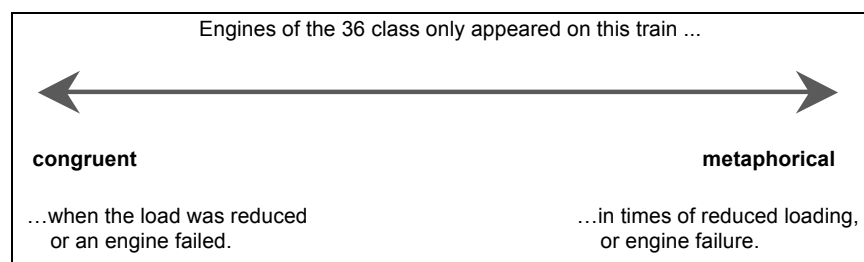 Engines of the 36 class only appeared on this train ...
congruent
metaphorical
…when the load was reduced
or an engine failed.
…in times of reduced loading,
or engine failure.